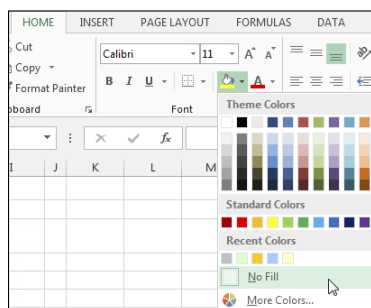 HOME INSERT PAGE LAYOUT FORMULAS DATA
Cut
Copy
Format Painter
Calibri 11 A A
B I U A
Font
Theme Colors
Standard Colors
Recent Colors
No Fill
More Colors...
fx
J K L M